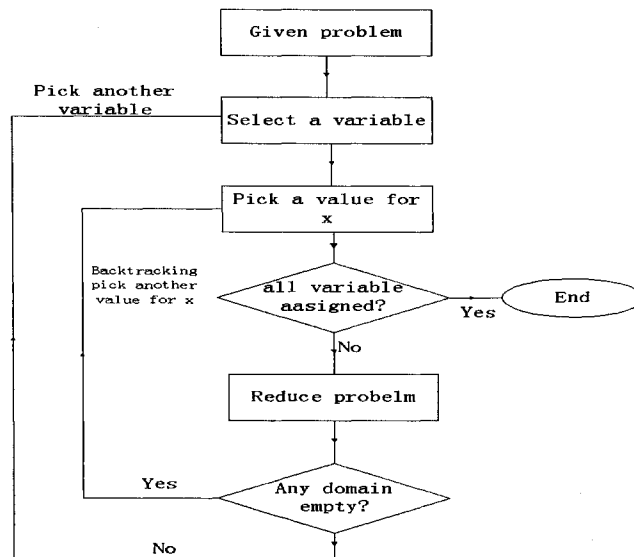 Given problem
Pick another
variable
Select a variable
Pick a value for
x
Backtracking
pick another
value for x
all variable
aasigned?
End
Yes
No
Reduce probelm
Yes
Any domain
empty?
No